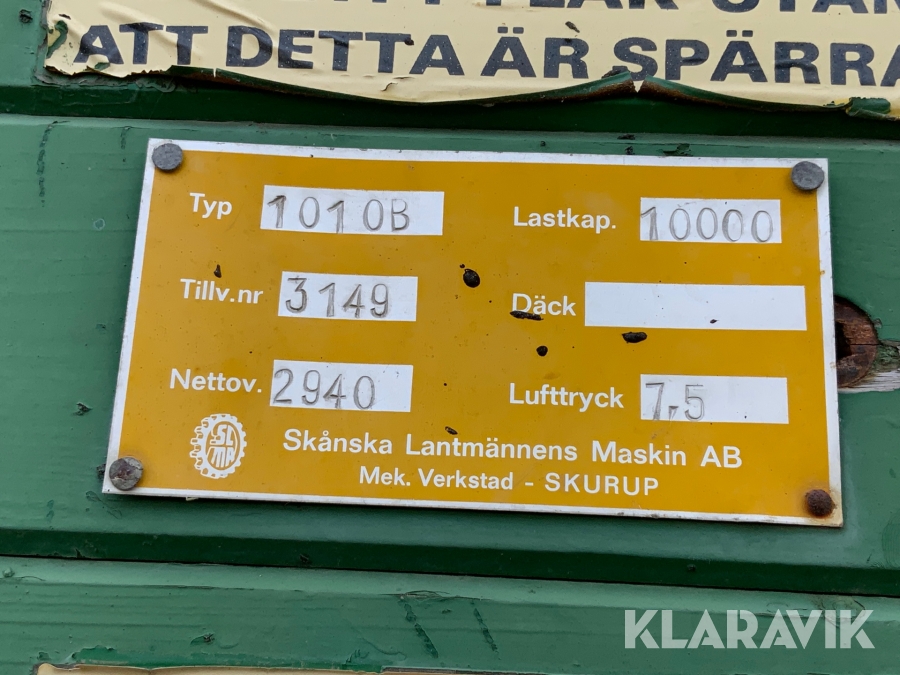 ATT DETTA ÄR SPÄRRA
Typ 1010B Lastkap. 10000
Tillv.nr 3149 Däck
Nettov. 2940 Lufttryck 7,5
SLMA
Skånska Lantmännens Maskin AB
Mek. Verkstad - SKURUP
KLARAVIK